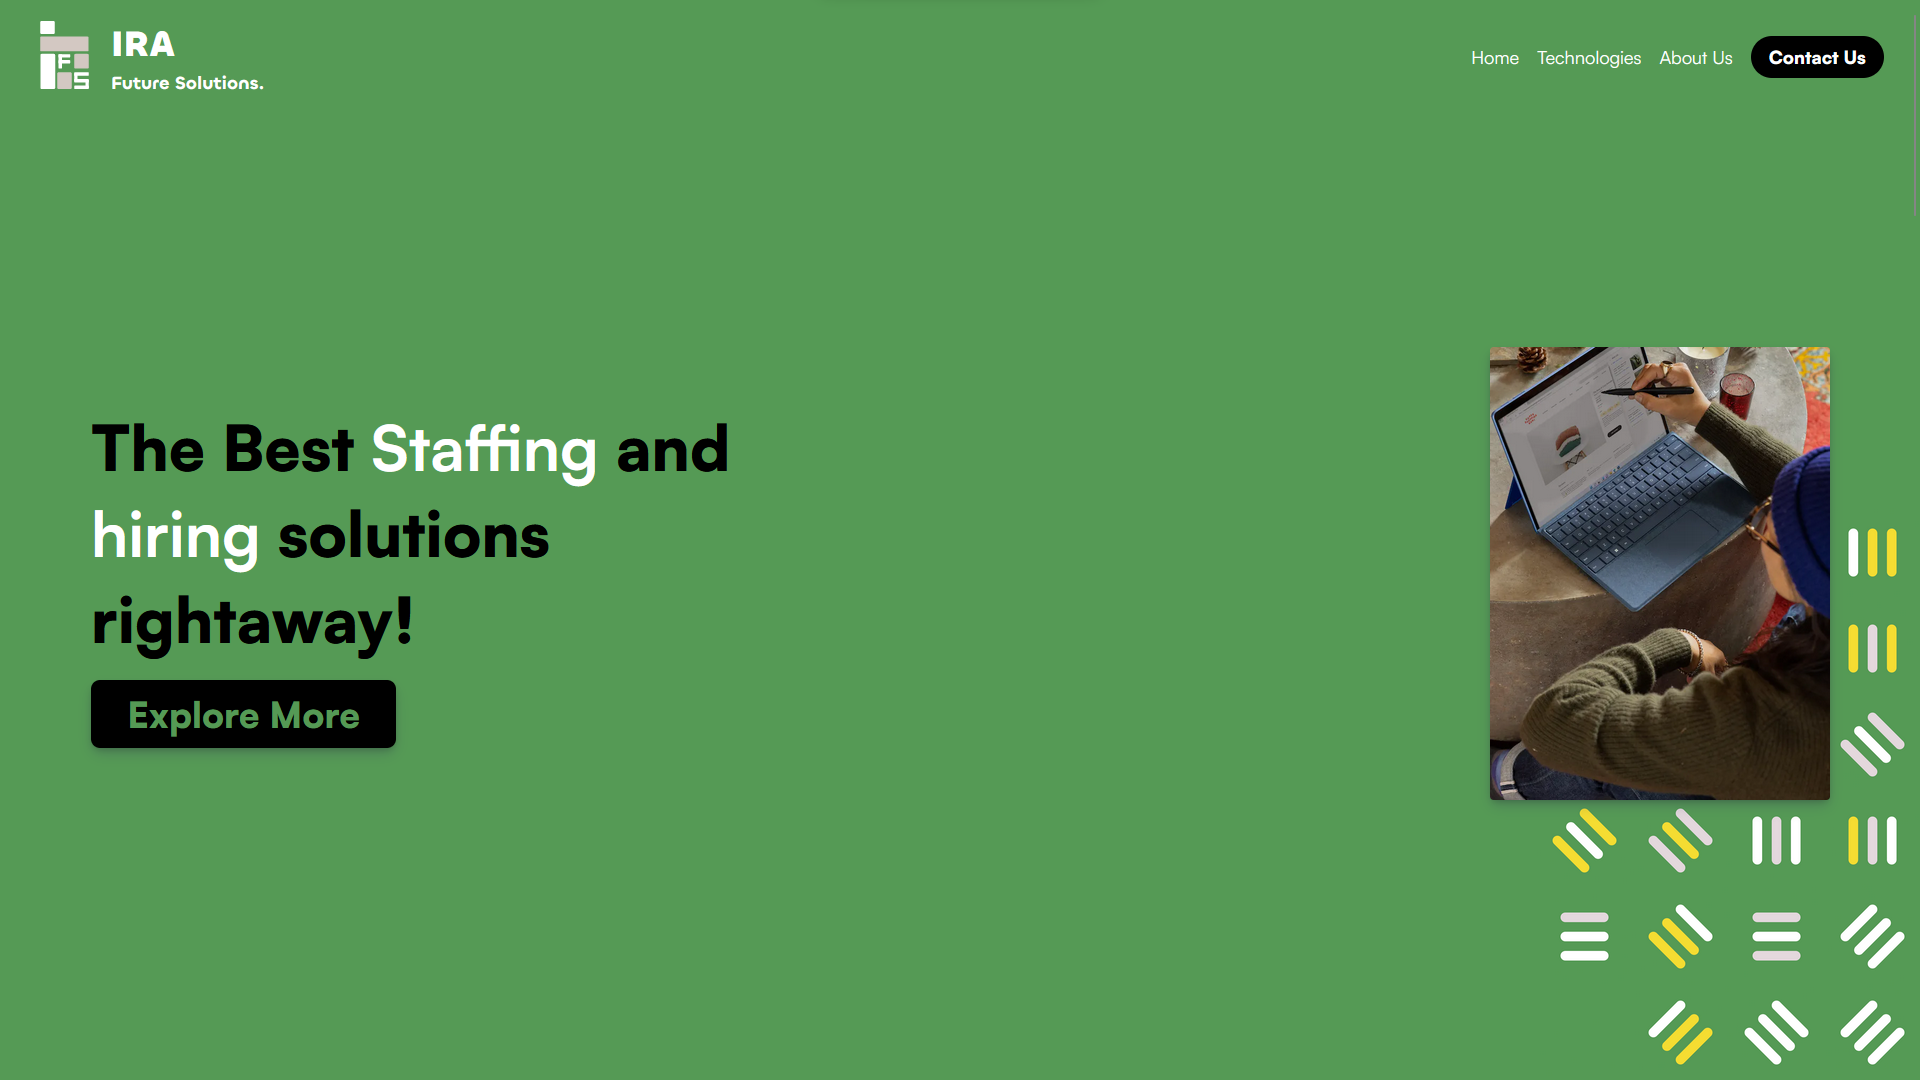 IRA
Future Solutions.
F
S
Home
Technologies
About Us
Contact Us
The Best Staffing and
hiring solutions
rightaway!
Explore More